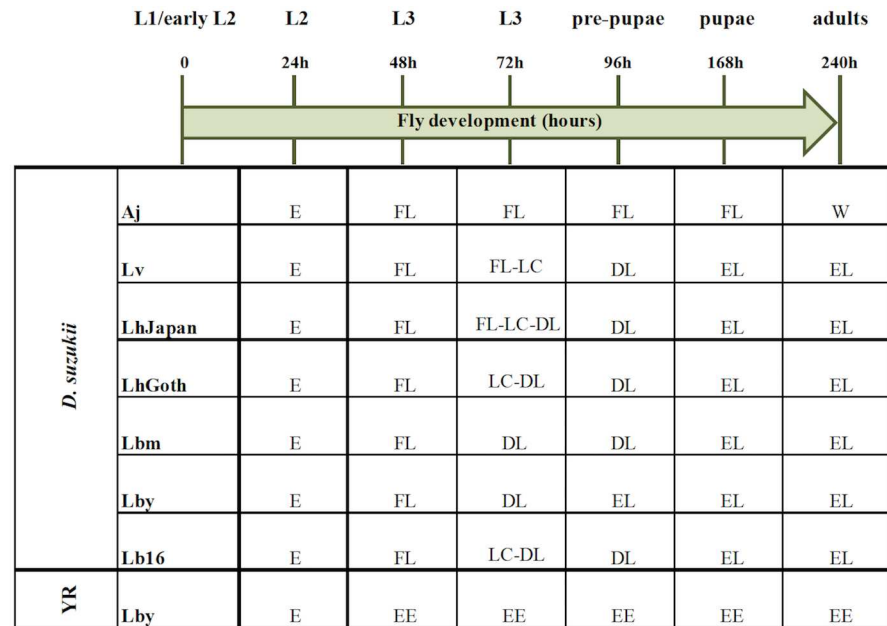 L1/early L2 L2 L3 L3 pre-pupae pupae adults
0 24h 48h 72h 96h 168h 240h
Fly development (hours)
D. suzukii
Aj E FL FL FL FL W
Lv E FL FL-LC DL EL EL
LhJapan E FL FL-LC-DL DL EL EL
LhGoth E FL LC-DL DL EL EL
Lbm E FL DL DL EL EL
Lby E FL DL EL EL EL
Lb16 E FL LC-DL DL EL EL
YR
Lby E EE EE EE EE EE